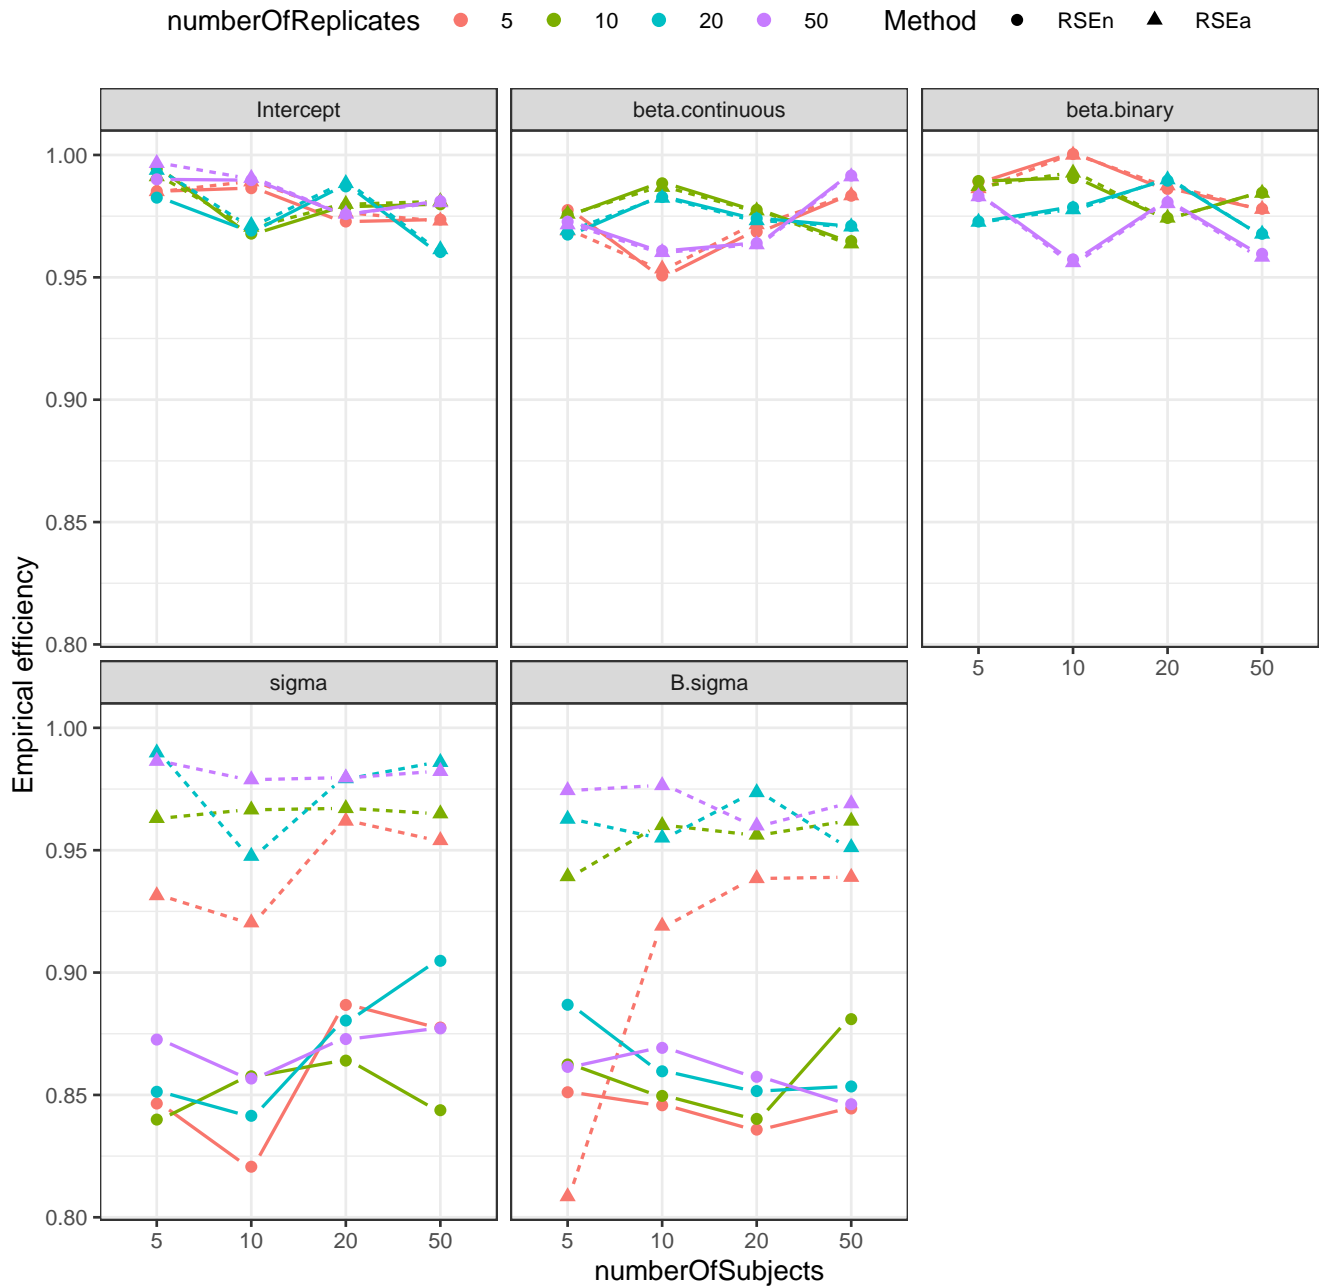 numberOfReplicates 5 10 20 50 Method RSEn RSEa
Intercept beta.continuous beta.binary
1.00
0.95
0.90
0.85
0.80
5 10 20 50
sigma B.sigma
1.00
0.95
0.90
0.85
0.80
5 10 20 50 5 10 20 50
numberOfSubjects
Empirical efficiency